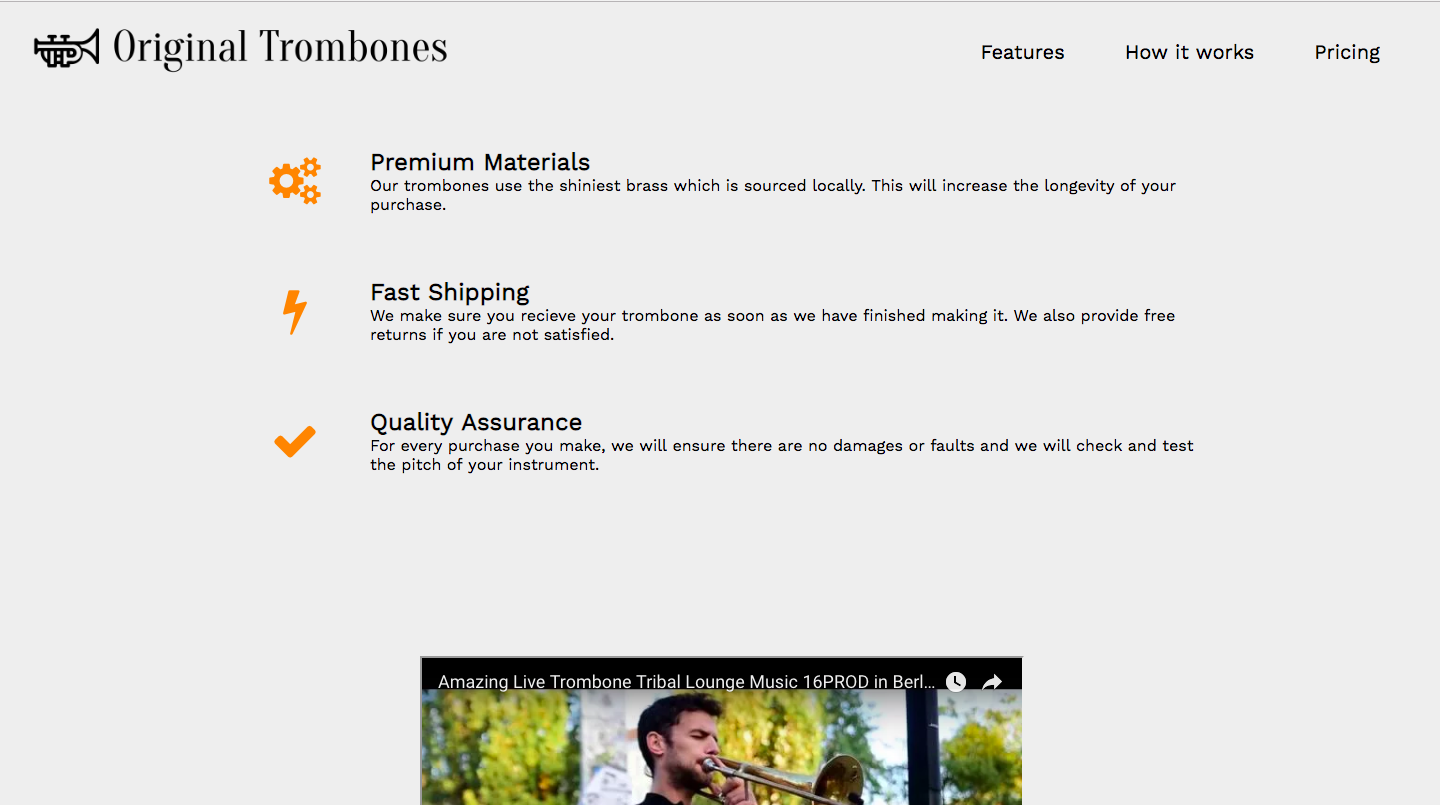 Original Trombones
Features
How it works
Pricing
Premium Materials
Our trombones use the shiniest brass which is sourced locally. This will increase the longevity of your
purchase.
Fast Shipping
We make sure you recieve your trombone as soon as we have finished making it. We also provide free
returns if you are not satisfied.
Quality Assurance
For every purchase you make, we will ensure there are no damages or faults and we will check and test
the pitch of your instrument.
Amazing Live Trombone Tribal Lounge Music 16PROD in Berl...